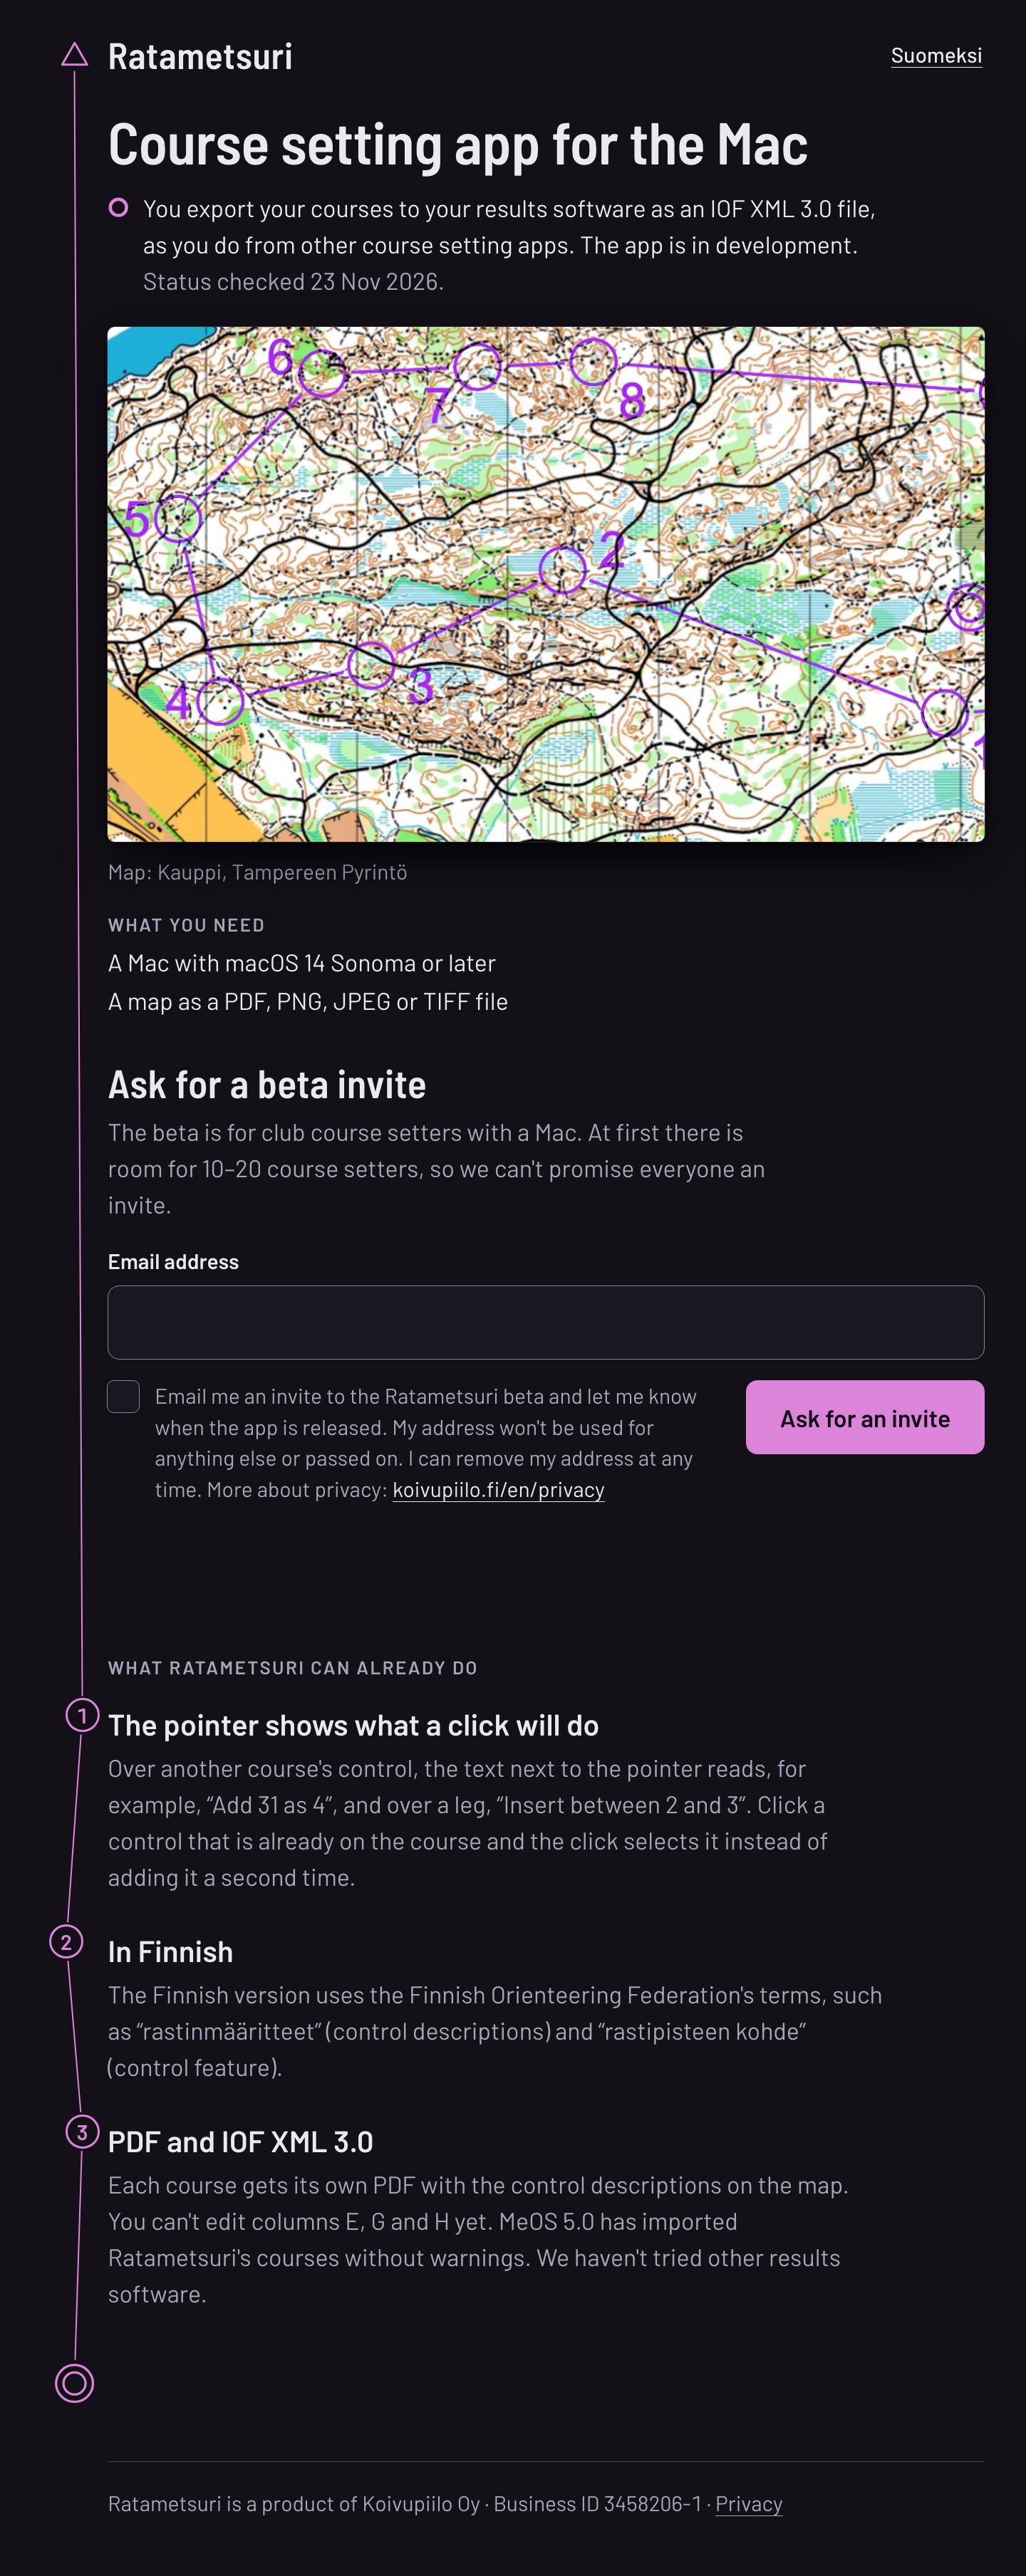 Ratametsuri
Suomeksi
Course setting app for the Mac
You export your courses to your results software as an IOF XML 3.0 file,
as you do from other course setting apps. The app is in development.
Status checked 23 Nov 2026.
6
7
8
5
2
4
3
1
Map: Kauppi, Tampereen Pyrintö
WHAT YOU NEED
A Mac with macOS 14 Sonoma or later
A map as a PDF, PNG, JPEG or TIFF file
Ask for a beta invite
The beta is for club course setters with a Mac. At first there is
room for 10–20 course setters, so we can't promise everyone an
invite.
Email address
Email me an invite to the Ratametsuri beta and let me know
when the app is released. My address won't be used for
anything else or passed on. I can remove my address at any
time. More about privacy: koivupiilo.fi/en/privacy
Ask for an invite
WHAT RATAMETSURI CAN ALREADY DO
1 The pointer shows what a click will do
Over another course's control, the text next to the pointer reads, for
example, “Add 31 as 4”, and over a leg, “Insert between 2 and 3”. Click a
control that is already on the course and the click selects it instead of
adding it a second time.
2 In Finnish
The Finnish version uses the Finnish Orienteering Federation's terms, such
as “rastinmääritteet” (control descriptions) and “rastipisteen kohde”
(control feature).
3 PDF and IOF XML 3.0
Each course gets its own PDF with the control descriptions on the map.
You can't edit columns E, G and H yet. MeOS 5.0 has imported
Ratametsuri's courses without warnings. We haven't tried other results
software.
Ratametsuri is a product of Koivupiilo Oy · Business ID 3458206-1 · Privacy